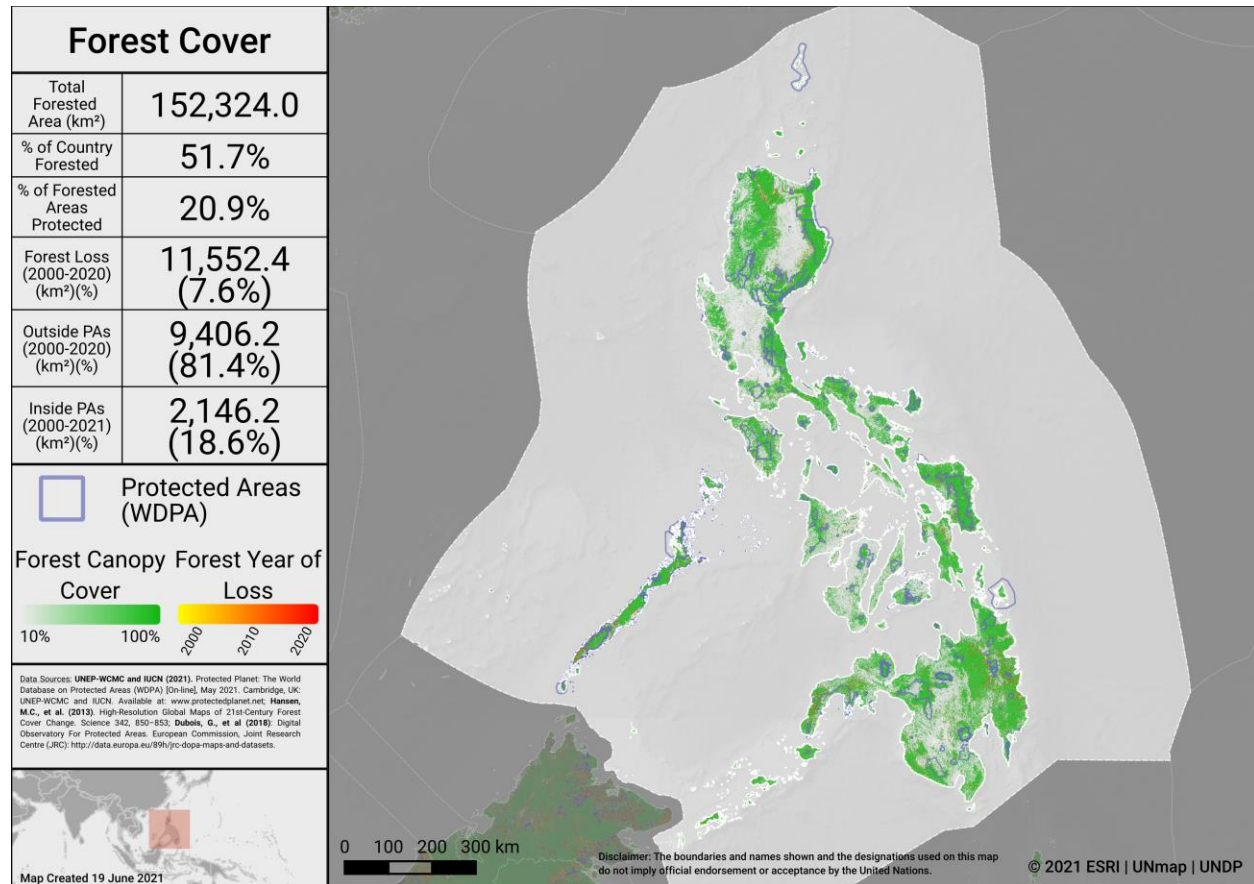 Forest Cover
Total
Forested
Area (km²)
152,324.0
% of Country
Forested
51.7%
% of Forested
Areas
Protected
20.9%
Forest Loss
(2000-2020)
(km²)(%)
11,552.4
(7.6%)
Outside PAs
(2000-2020)
(km²)(%)
9,406.2
(81.4%)
Inside PAs
(2000-2021)
(km²)(%)
2,146.2
(18.6%)
Protected Areas
(WDPA)
Forest Canopy
Cover
10% 100%
Forest Year of
Loss
2000 2010 2020
Data Sources: UNEP-WCMC and IUCN (2021). Protected Planet: The World
Database on Protected Areas (WDPA) [On-line], May 2021. Cambridge, UK:
UNEP-WCMC and IUCN. Available at: www.protectedplanet.net; Hansen,
M.C., et al. (2013). High-Resolution Global Maps of 21st-Century Forest
Cover Change. Science 342, 850–853; Dubois, G., et al (2018): Digital
Observatory For Protected Areas. European Commission, Joint Research
Centre (JRC): http://data.europa.eu/89h/jrc-dopa-maps-and-datasets.
Map Created 19 June 2021
0 100 200 300 km
Disclaimer: The boundaries and names shown and the designations used on this map
do not imply official endorsement or acceptance by the United Nations.
© 2021 ESRI | UNmap | UNDP